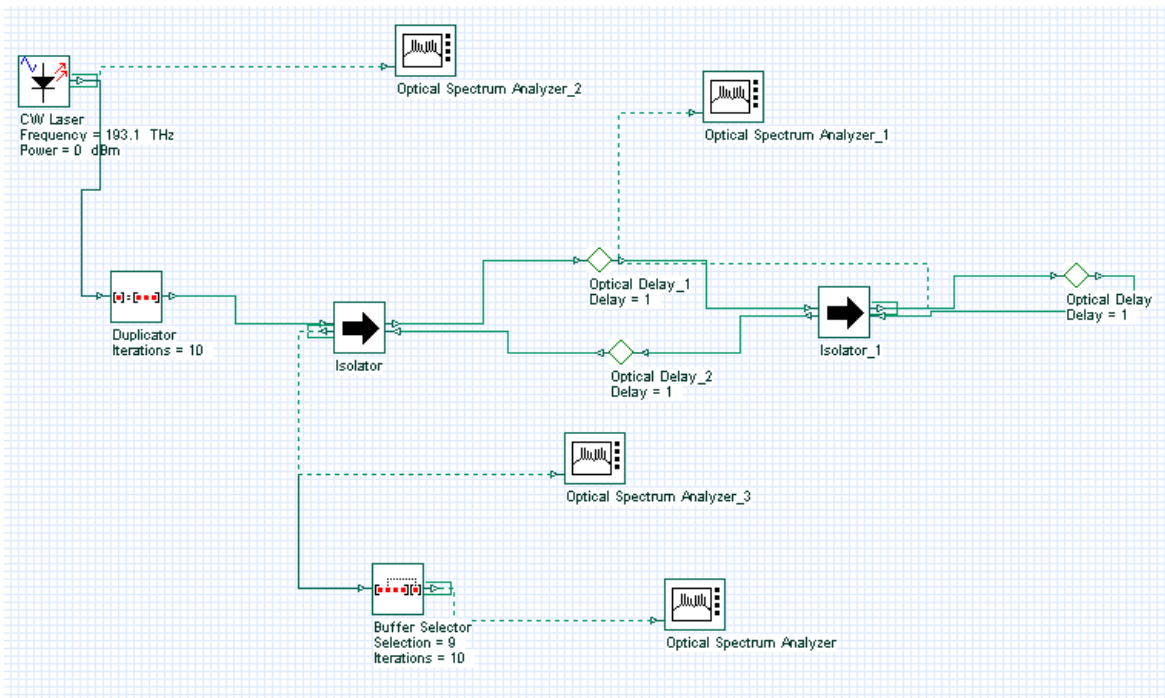 Optical Spectrum Analyzer_2
CW Laser
Frequency = 193.1 THz
Power = 0 dBm
Optical Spectrum Analyzer_1
Optical Delay_1
Delay = 1
Optical Delay
Delay = 1
Duplicator
Iterations = 10
Isolator
Isolator_1
Optical Delay_2
Delay = 1
Optical Spectrum Analyzer_3
Buffer Selector
Selection = 9
Iterations = 10
Optical Spectrum Analyzer